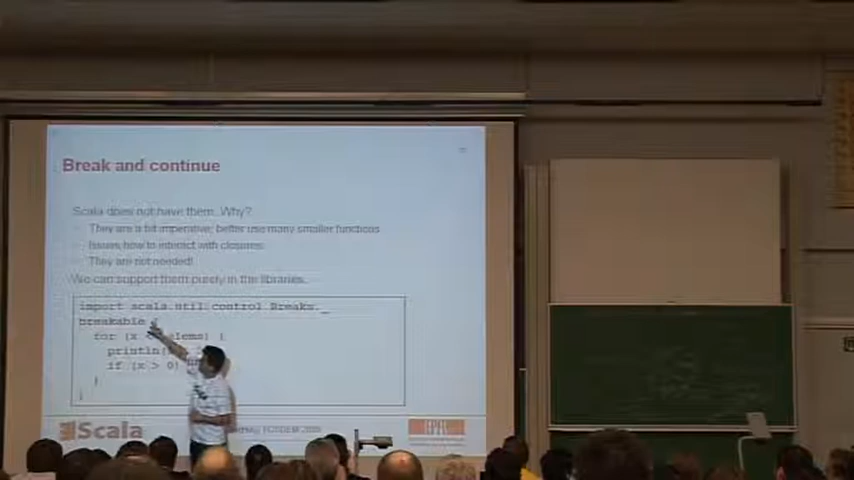 Break and continue
Scala does not have them. Why?
They are a bit imperative; better use many smaller functions
Issues how to interact with closures.
They are not needed!
We can support them purely in the libraries.
import scala.util.control.Breaks._
breakable {
for (x <- elems) {
println(
if (x > 0)
}
}
Scala
FOSDEM 2009
EPFL